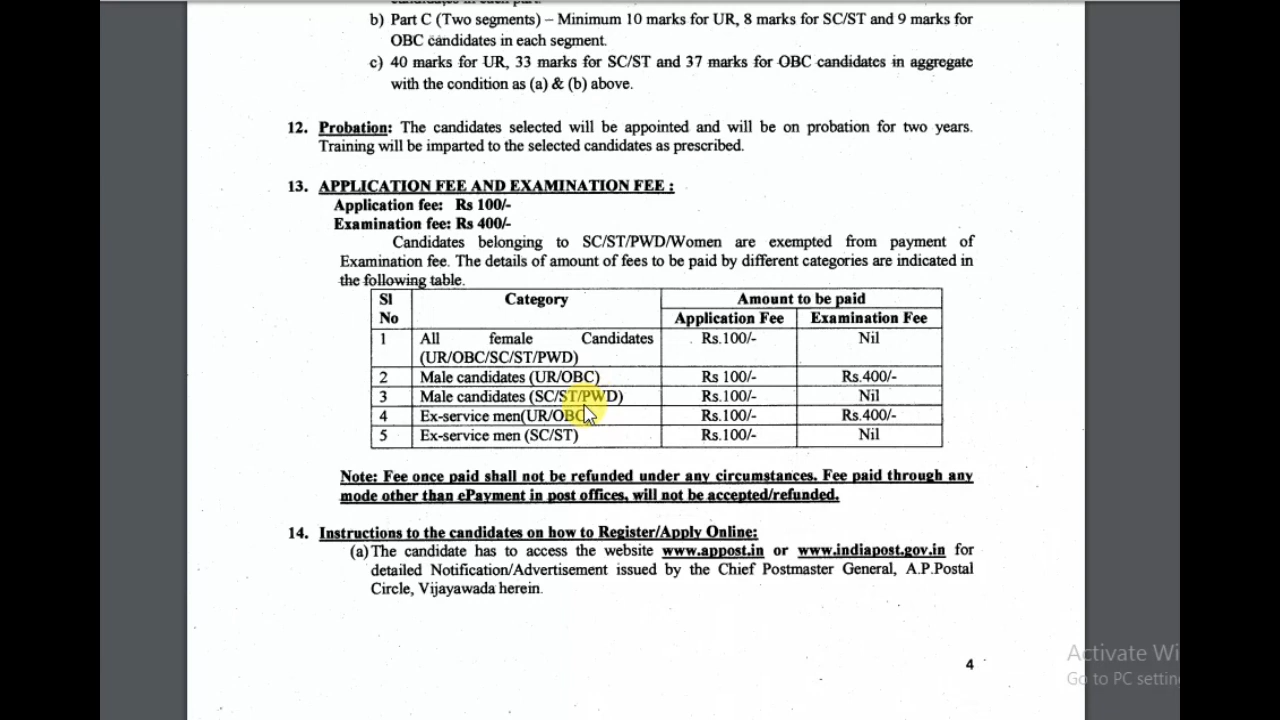 candidates in each part.
b) Part C (Two segments) – Minimum 10 marks for UR, 8 marks for SC/ST and 9 marks for
OBC candidates in each segment.
c) 40 marks for UR, 33 marks for SC/ST and 37 marks for OBC candidates in aggregate
with the condition as (a) & (b) above.
12. Probation: The candidates selected will be appointed and will be on probation for two years.
Training will be imparted to the selected candidates as prescribed.
13. APPLICATION FEE AND EXAMINATION FEE :
Application fee: Rs 100/-
Examination fee: Rs 400/-
Candidates belonging to SC/ST/PWD/Women are exempted from payment of
Examination fee. The details of amount of fees to be paid by different categories are indicated in
the following table.
Sl No Category Amount to be paid
Application Fee Examination Fee
1 All female Candidates Rs.100/- Nil
(UR/OBC/SC/ST/PWD)
2 Male candidates (UR/OBC) Rs 100/- Rs.400/-
3 Male candidates (SC/ST/PWD) Rs.100/- Nil
4 Ex-service men(UR/OBC Rs.100/- Rs.400/-
5 Ex-service men (SC/ST) Rs.100/- Nil
Note: Fee once paid shall not be refunded under any circumstances. Fee paid through any
mode other than ePayment in post offices, will not be accepted/refunded.
14. Instructions to the candidates on how to Register/Apply Online:
(a) The candidate has to access the website www.appost.in or www.indiapost.gov.in for
detailed Notification/Advertisement issued by the Chief Postmaster General, A.P.Postal
Circle, Vijayawada herein.
4
Activate Wi
Go to PC settin